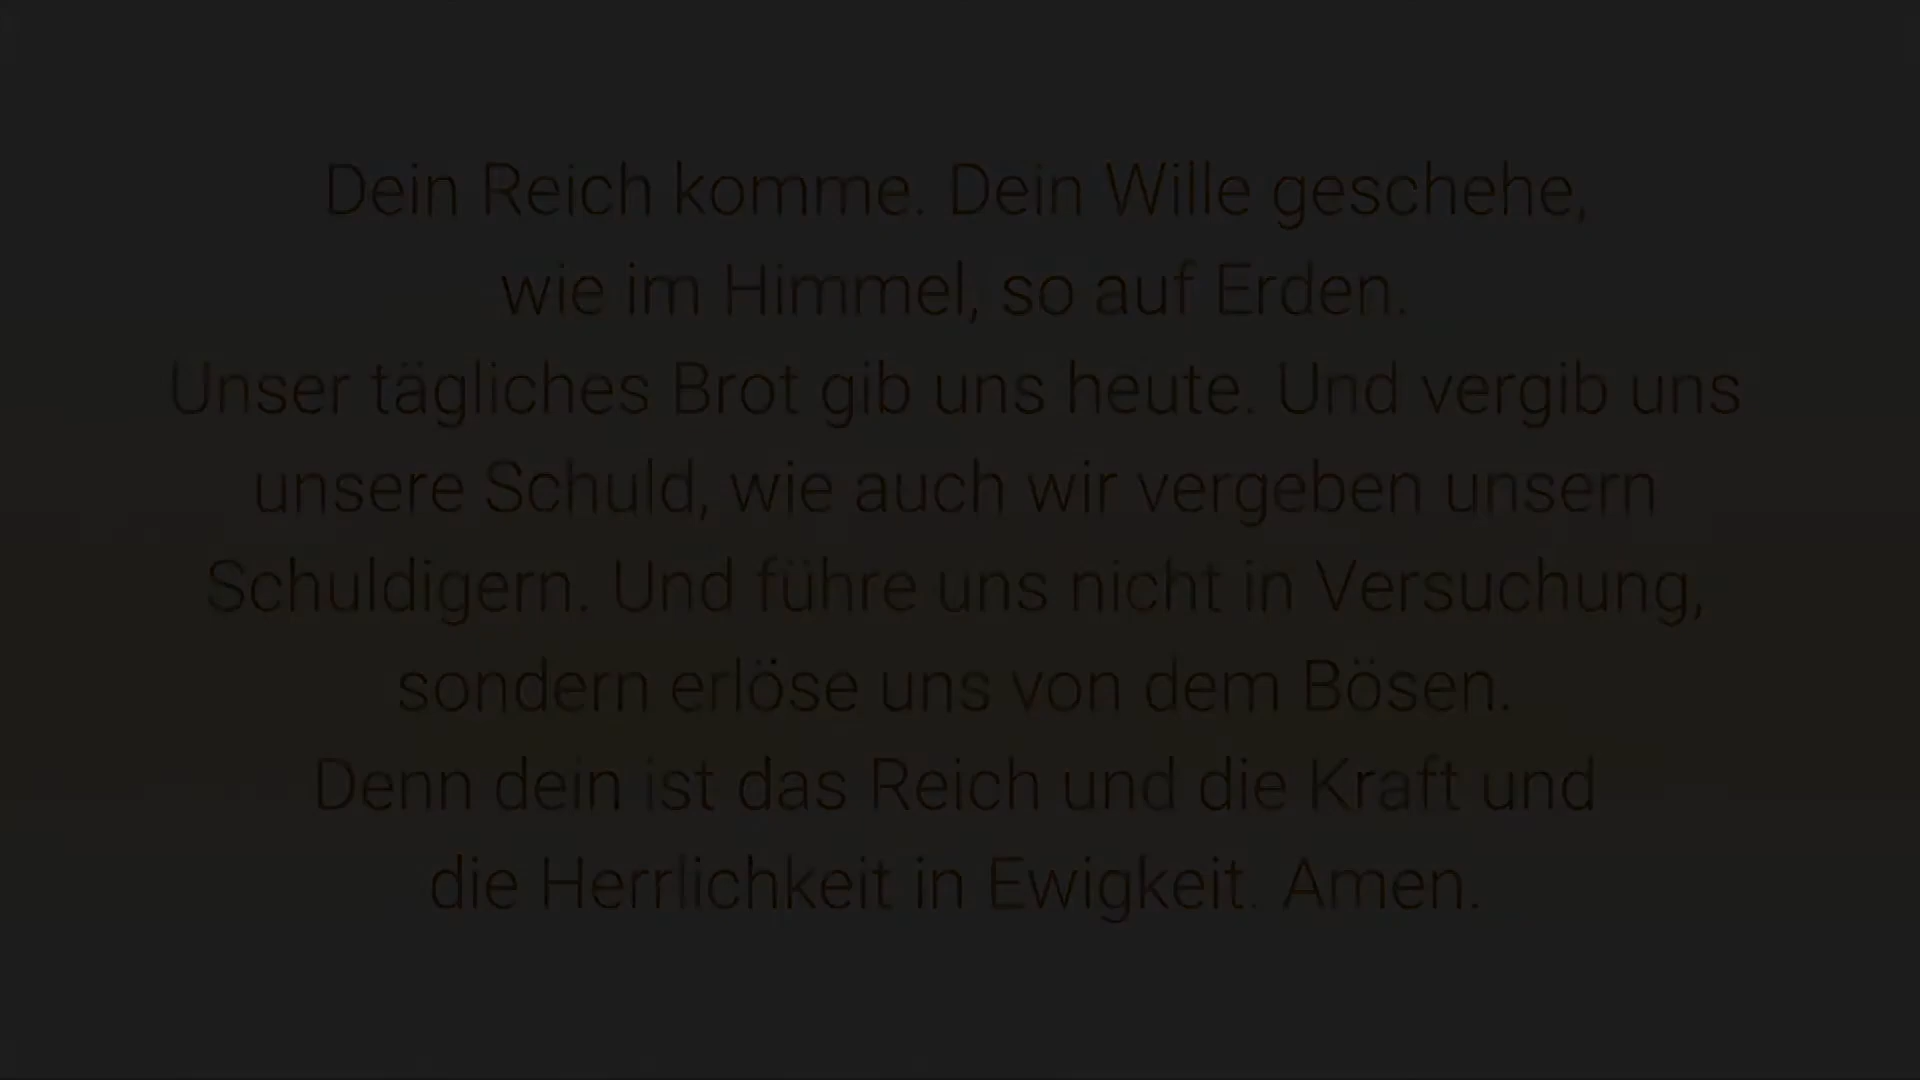 Dein Reich komme. Dein Wille geschehe,
wie im Himmel, so auf Erden.
Unser tägliches Brot gib uns heute. Und vergib uns
unsere Schuld, wie auch wir vergeben unsern
Schuldigern. Und führe uns nicht in Versuchung,
sondern erlöse uns von dem Bösen.
Denn dein ist das Reich und die Kraft und
die Herrlichkeit in Ewigkeit. Amen.